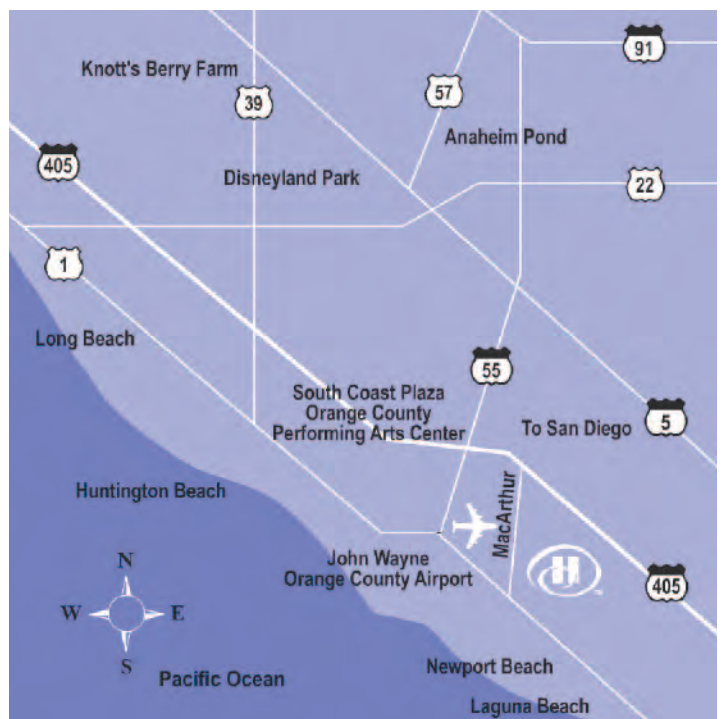 91
Knott's Berry Farm
39
57
Anaheim Pond
405
Disneyland Park
22
1
Long Beach
55
South Coast Plaza
Orange County
Performing Arts Center
To San Diego
5
MacArthur
Huntington Beach
John Wayne
Orange County Airport
H
405
N
W E
S
Newport Beach
Pacific Ocean
Laguna Beach